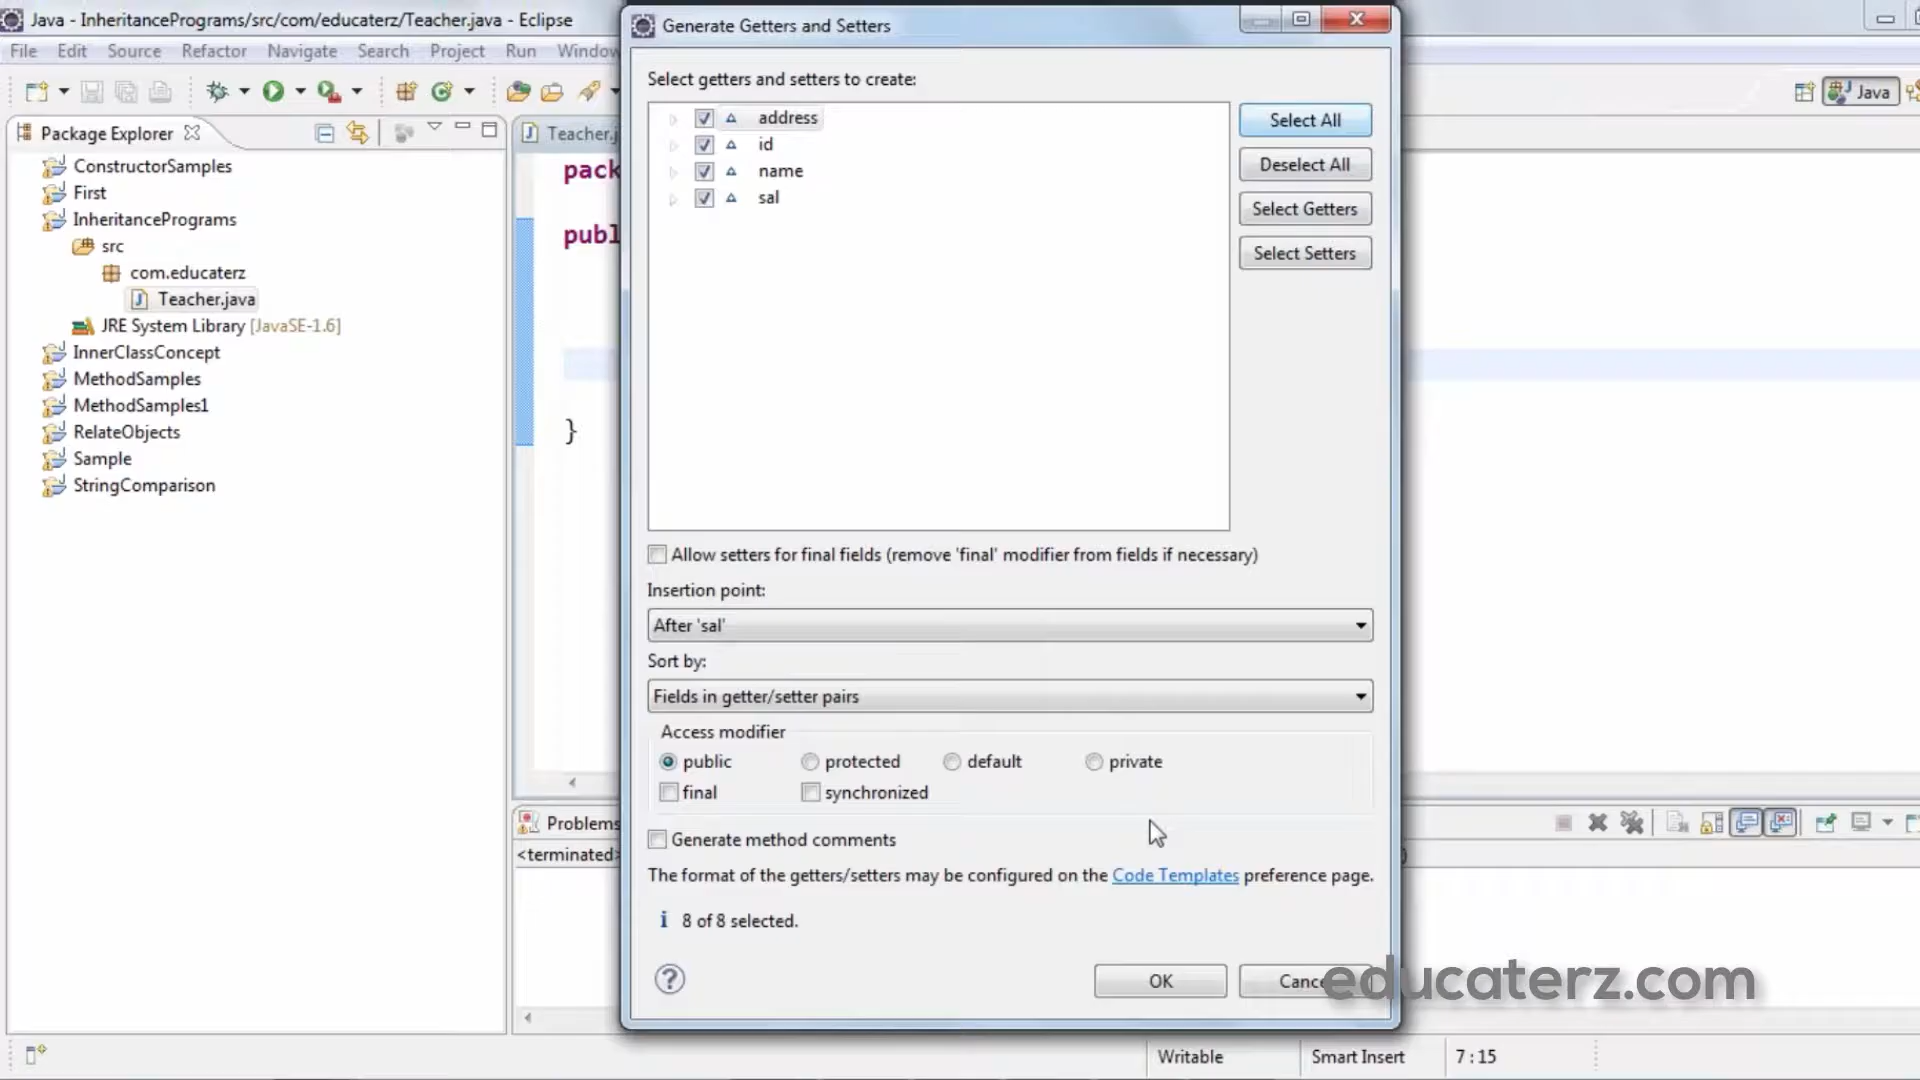 Java - InheritancePrograms/src/com/educaterz/Teacher.java - Eclipse
File Edit Source Refactor Navigate Search Project Run Window
Java
Package Explorer
ConstructorSamples
First
InheritancePrograms
src
com.educaterz
Teacher.java
JRE System Library [JavaSE-1.6]
InnerClassConcept
MethodSamples
MethodSamples1
RelateObjects
Sample
StringComparison
Teacher.j
pack
publ
}
Problems
<terminated>
Generate Getters and Setters
Select getters and setters to create:
address
id
name
sal
Select All
Deselect All
Select Getters
Select Setters
Allow setters for final fields (remove 'final' modifier from fields if necessary)
Insertion point:
After 'sal'
Sort by:
Fields in getter/setter pairs
Access modifier
public protected default private
final synchronized
Generate method comments
The format of the getters/setters may be configured on the Code Templates preference page.
8 of 8 selected.
OK Cance
educaterz.com
Writable Smart Insert 7 : 15